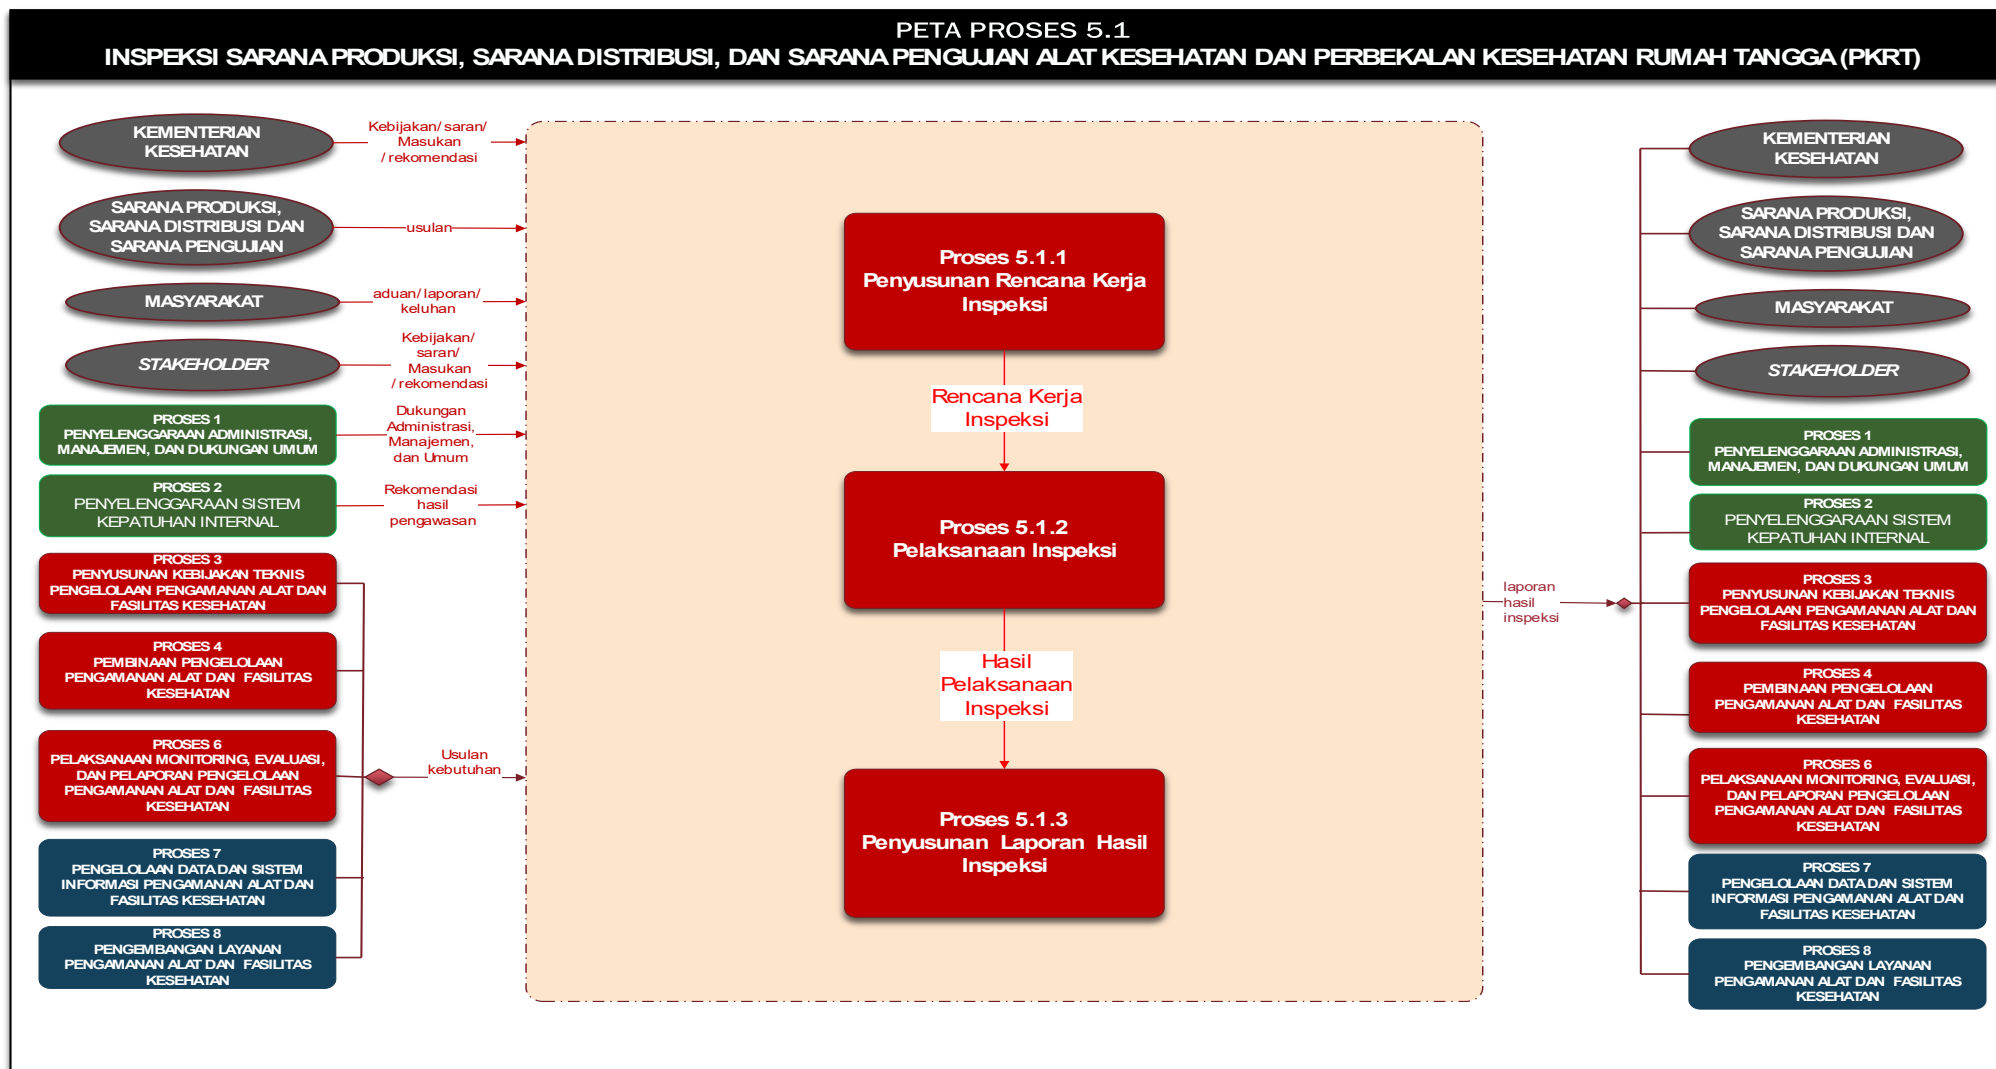 PETA PROSES 5.1
INSPEKSI SARANA PRODUKSI, SARANA DISTRIBUSI, DAN SARANA PENGUJIAN ALAT KESEHATAN DAN PERBEKALAN KESEHATAN RUMAH TANGGA (PKRT)
KEMENTERIAN
KESEHATAN
Kebijakan/ saran/
Masukan
/ rekomendasi
SARANA PRODUKSI,
SARANA DISTRIBUSI DAN
SARANA PENGUJIAN
usulan
MASYARAKAT
aduan/ laporan/
keluhan
STAKEHOLDER
Kebijakan/
saran/
Masukan
/ rekomendasi
PROSES 1
PENYELENGGARAAN ADMINISTRASI,
MANAJEMEN, DAN DUKUNGAN UMUM
Dukungan
Administrasi,
Manajemen,
dan Umum
PROSES 2
PENYELENGGARAAN SISTEM
KEPATUHAN INTERNAL
Rekomendasi
hasil
pengawasan
PROSES 3
PENYUSUNAN KEBIJAKAN TEKNIS
PENGELOLAAN PENGAMANAN ALAT DAN
FASILITAS KESEHATAN
PROSES 4
PEMBINAAN PENGELOLAAN
PENGAMANAN ALAT DAN FASILITAS
KESEHATAN
PROSES 6
PELAKSANAAN MONITORING, EVALUASI,
DAN PELAPORAN PENGELOLAAN
PENGAMANAN ALAT DAN FASILITAS
KESEHATAN
Usulan
kebutuhan
PROSES 7
PENGELOLAAN DATA DAN SISTEM
INFORMASI PENGAMANAN ALAT DAN
FASILITAS KESEHATAN
PROSES 8
PENGEMBANGAN LAYANAN
PENGAMANAN ALAT DAN FASILITAS
KESEHATAN
Proses 5.1.1
Penyusunan Rencana Kerja
Inspeksi
Rencana Kerja
Inspeksi
Proses 5.1.2
Pelaksanaan Inspeksi
Hasil
Pelaksanaan
Inspeksi
Proses 5.1.3
Penyusunan Laporan Hasil
Inspeksi
laporan
hasil
inspeksi
KEMENTERIAN
KESEHATAN
SARANA PRODUKSI,
SARANA DISTRIBUSI DAN
SARANA PENGUJIAN
MASYARAKAT
STAKEHOLDER
PROSES 1
PENYELENGGARAAN ADMINISTRASI,
MANAJEMEN, DAN DUKUNGAN UMUM
PROSES 2
PENYELENGGARAAN SISTEM
KEPATUHAN INTERNAL
PROSES 3
PENYUSUNAN KEBIJAKAN TEKNIS
PENGELOLAAN PENGAMANAN ALAT DAN
FASILITAS KESEHATAN
PROSES 4
PEMBINAAN PENGELOLAAN
PENGAMANAN ALAT DAN FASILITAS
KESEHATAN
PROSES 6
PELAKSANAAN MONITORING, EVALUASI,
DAN PELAPORAN PENGELOLAAN
PENGAMANAN ALAT DAN FASILITAS
KESEHATAN
PROSES 7
PENGELOLAAN DATA DAN SISTEM
INFORMASI PENGAMANAN ALAT DAN
FASILITAS KESEHATAN
PROSES 8
PENGEMBANGAN LAYANAN
PENGAMANAN ALAT DAN FASILITAS
KESEHATAN